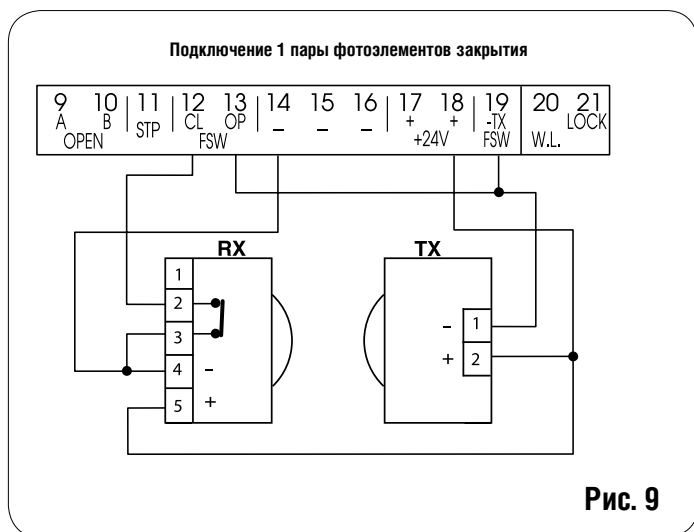 Подключение 1 пары фотоэлементов закрытия
9 10 11 12 13 14 15 16 17 18 19 20 21
A B STP CL OP _ _ _ + + -TX W.L. LOCK
OPEN FSW +24V FSW
RX TX
1
2
3
4 -
5 +
- 1
+ 2
Рис. 9